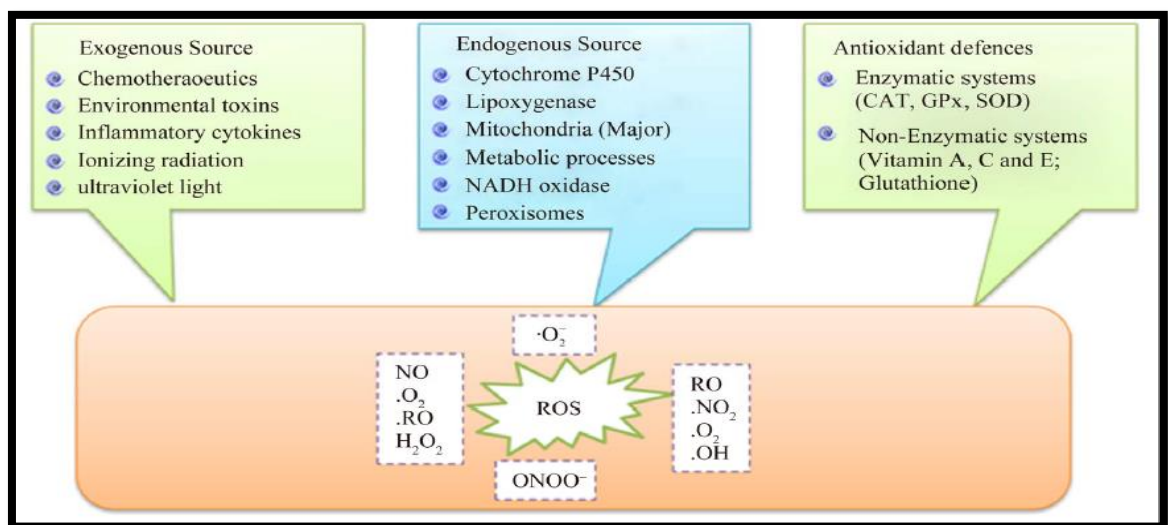 Exogenous Source
Chemotheraoeutics
Environmental toxins
Inflammatory cytokines
Ionizing radiation
ultraviolet light
Endogenous Source
Cytochrome P450
Lipoxygenase
Mitochondria (Major)
Metabolic processes
NADH oxidase
Peroxisomes
Antioxidant defences
Enzymatic systems
(CAT, GPx, SOD)
Non-Enzymatic systems
(Vitamin A, C and E;
Glutathione)
·O₂⁻
NO
.O₂
.RO
H₂O₂
ROS
RO
.NO₂
.O₂
.OH
ONOO⁻